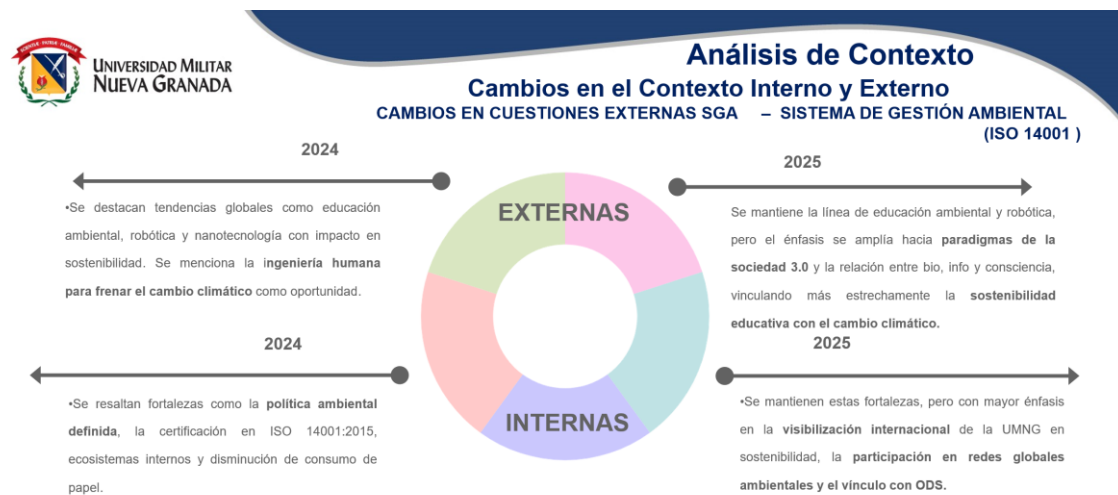 UNIVERSIDAD MILITAR
NUEVA GRANADA
Análisis de Contexto
Cambios en el Contexto Interno y Externo
CAMBIOS EN CUESTIONES EXTERNAS SGA – SISTEMA DE GESTIÓN AMBIENTAL
(ISO 14001 )
2024
•Se destacan tendencias globales como educación
ambiental, robótica y nanotecnología con impacto en
sostenibilidad. Se menciona la ingeniería humana
para frenar el cambio climático como oportunidad.
EXTERNAS
2025
Se mantiene la línea de educación ambiental y robótica,
pero el énfasis se amplía hacia paradigmas de la
sociedad 3.0 y la relación entre bio, info y consciencia,
vinculando más estrechamente la sostenibilidad
educativa con el cambio climático.
2024
•Se resaltan fortalezas como la política ambiental
definida, la certificación en ISO 14001:2015,
ecosistemas internos y disminución de consumo de
papel.
INTERNAS
2025
•Se mantienen estas fortalezas, pero con mayor énfasis
en la visibilización internacional de la UMNG en
sostenibilidad, la participación en redes globales
ambientales y el vínculo con ODS.